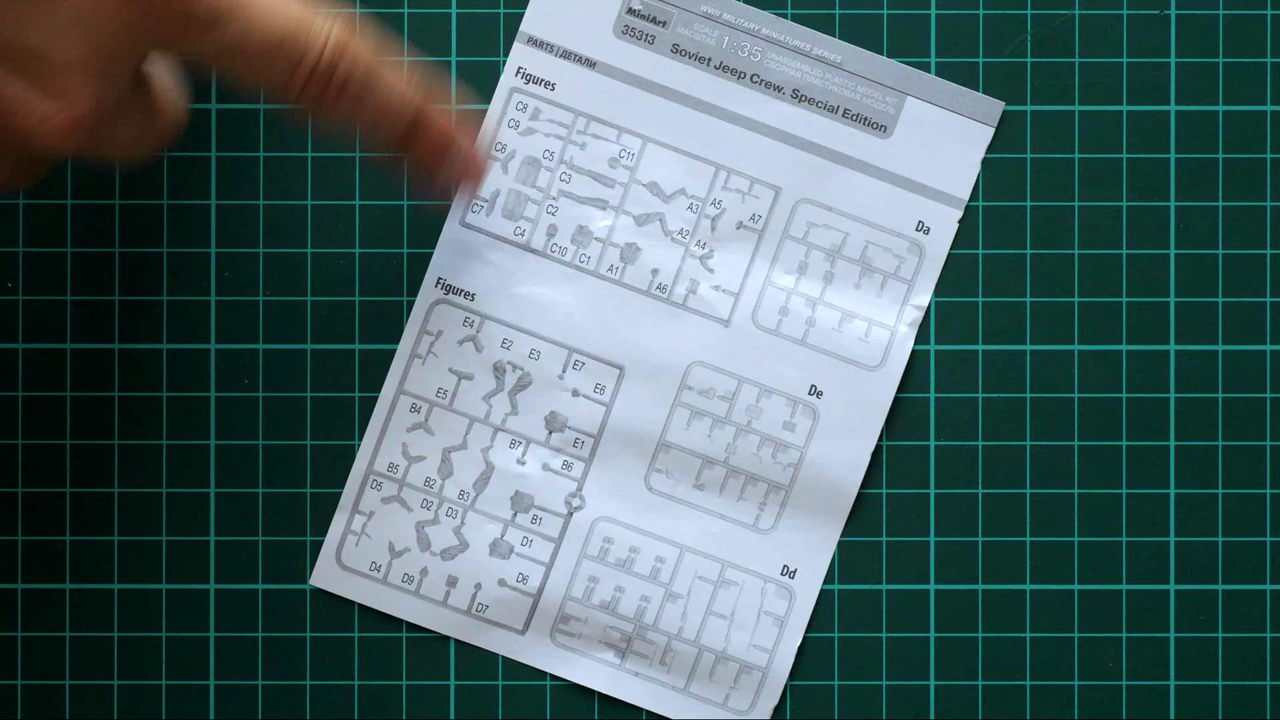 WWII MILITARY MINIATURES SERIES
MiniArt
35313
SCALE
МАСШТАБ
1:35
UNASSEMBLED PLASTIC MODEL KIT
СБОРНАЯ ПЛАСТИКОВАЯ МОДЕЛЬ
Soviet Jeep Crew. Special Edition
PARTS | ДЕТАЛИ
Figures
C8
C9
C6
C5
C11
C3
C7
C2
C4
C10
C1
A1
A3
A2
A5
A7
A4
A6
Da
Figures
E4
E2
E3
E7
E6
E5
E1
B4
B7
B6
B5
B2
B3
B1
D5
D2
D3
D1
D4
D9
D6
D7
De
Dd